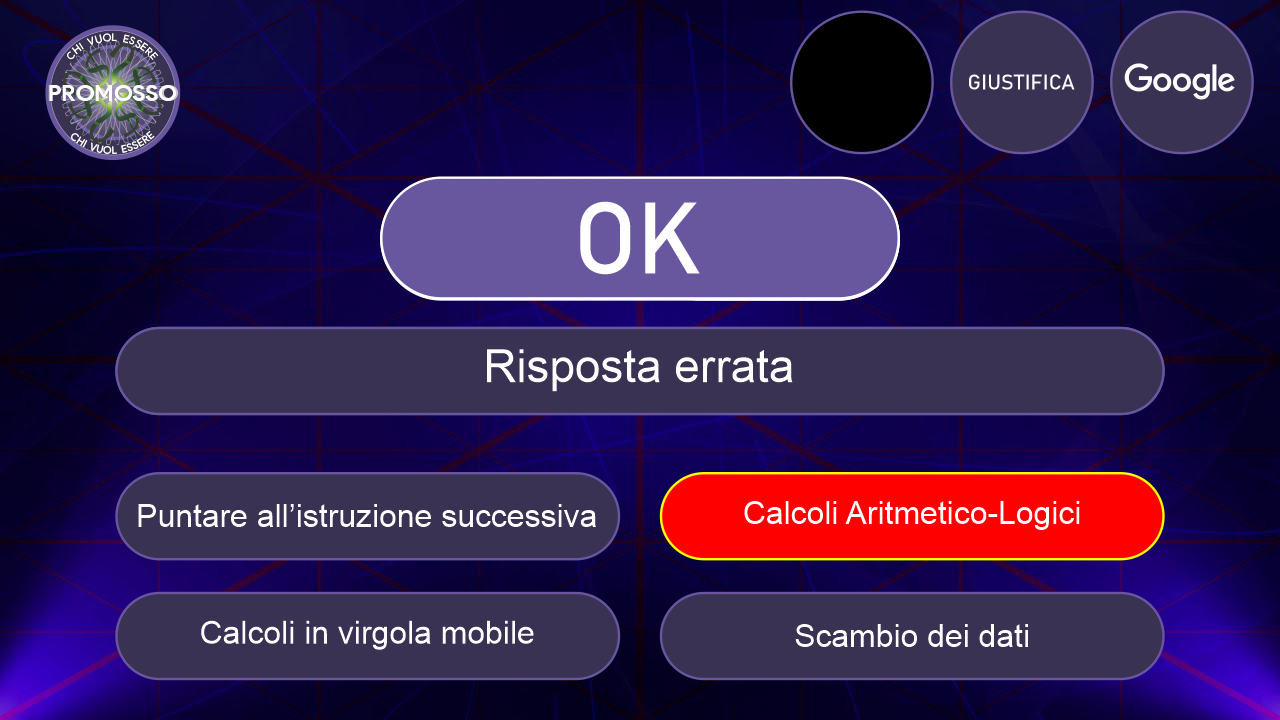 CHI VUOL ESSERE
PROMOSSO
CHI VUOL ESSERE
GIUSTIFICA
Google
OK
Risposta errata
Puntare all’istruzione successiva
Calcoli Aritmetico-Logici
Calcoli in virgola mobile
Scambio dei dati